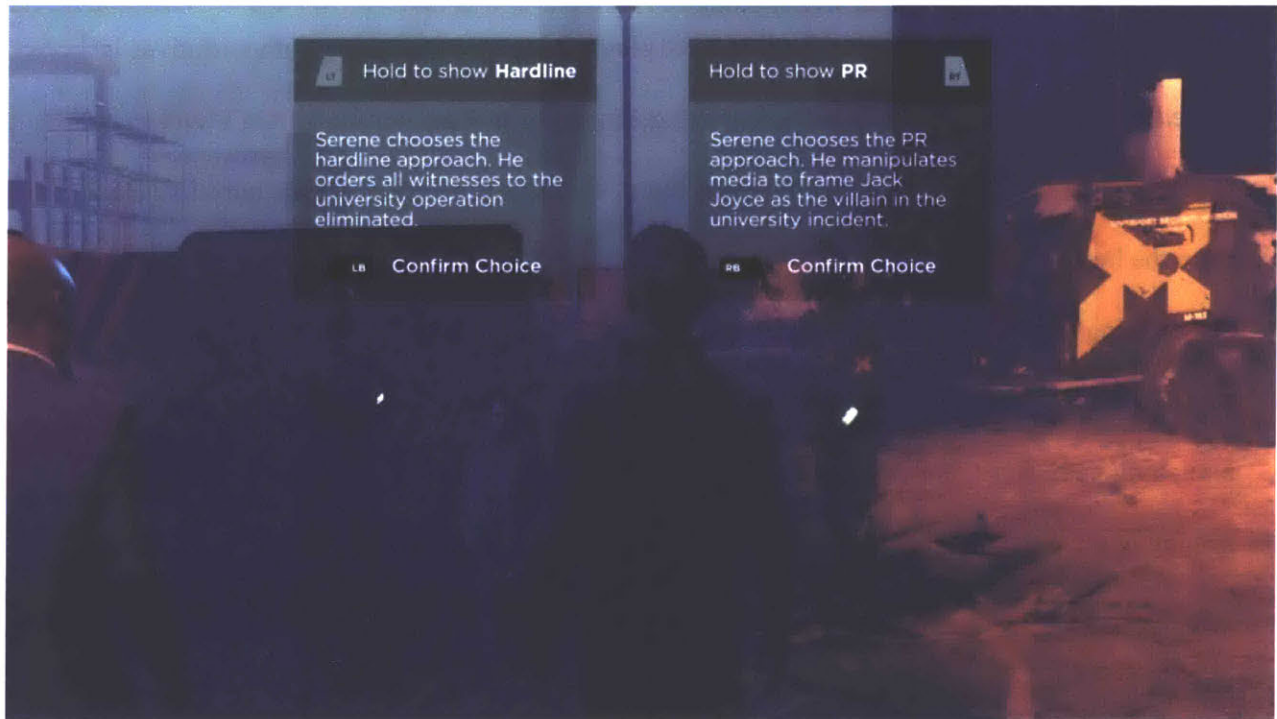 LT Hold to show Hardline
Serene chooses the
hardline approach. He
orders all witnesses to the
university operation
eliminated.
LB Confirm Choice
Hold to show PR RT
Serene chooses the PR
approach. He manipulates
media to frame Jack
Joyce as the villain in the
university incident.
RB Confirm Choice